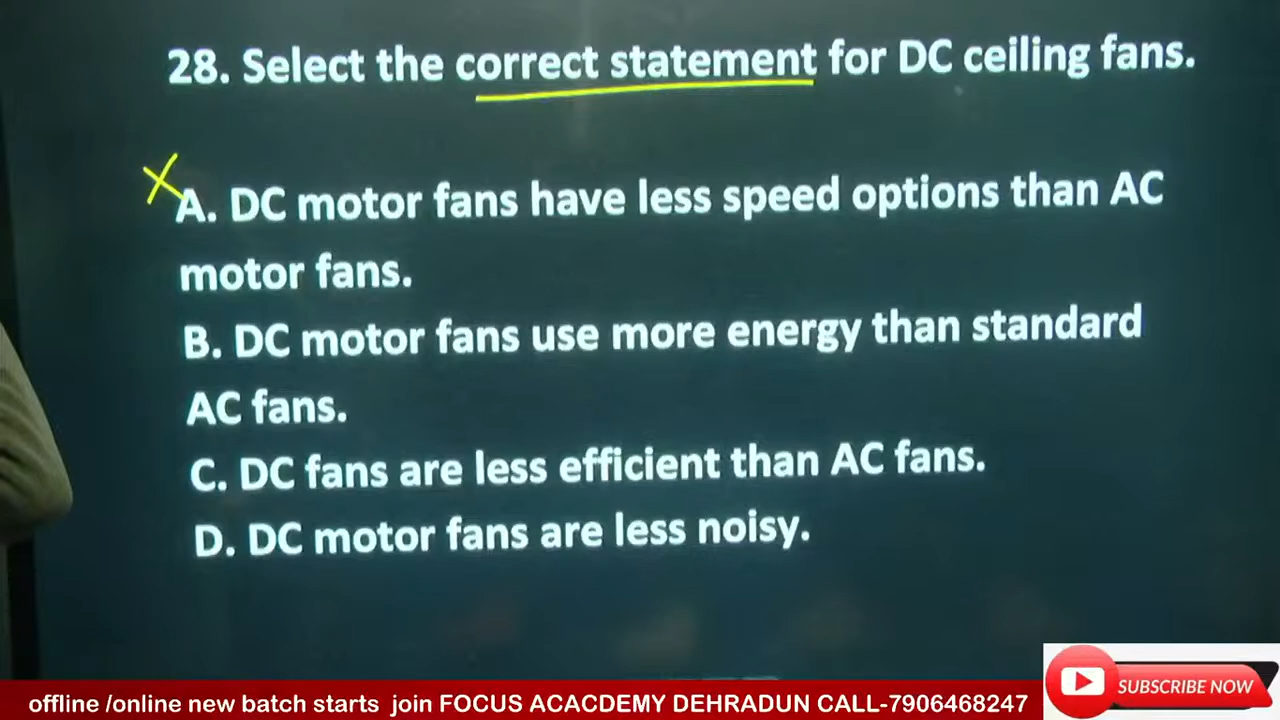 28. Select the correct statement for DC ceiling fans.
A. DC motor fans have less speed options than AC
motor fans.
B. DC motor fans use more energy than standard
AC fans.
C. DC fans are less efficient than AC fans.
D. DC motor fans are less noisy.
offline /online new batch starts join FOCUS ACACDEMY DEHRADUN CALL-7906468247
SUBSCRIBE NOW